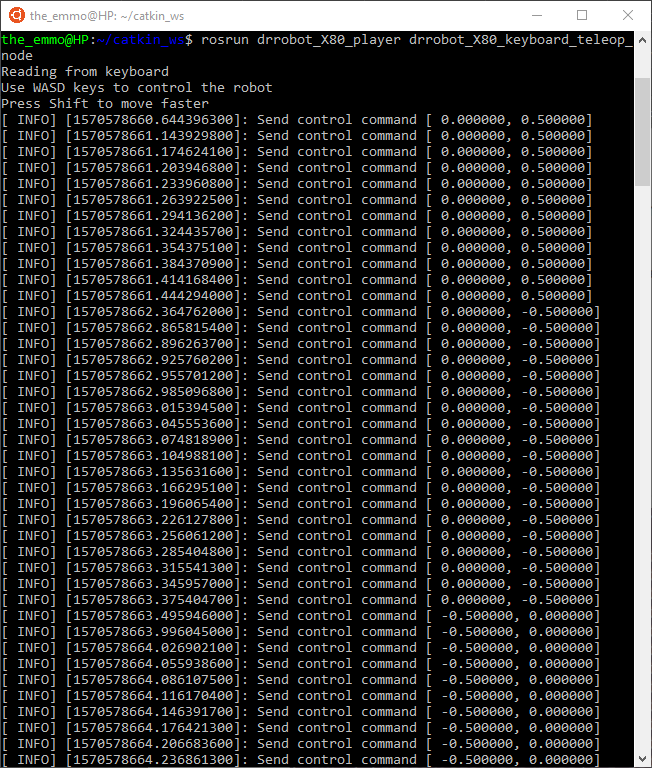 the_emmo@HP: ~/catkin_ws
the_emmo@HP:~/catkin_ws$ rosrun drrobot_X80_player drrobot_X80_keyboard_teleop_
node
Reading from keyboard
Use WASD keys to control the robot
Press Shift to move faster
[ INFO] [1570578660.644396300]: Send control command [ 0.000000, 0.500000]
[ INFO] [1570578661.143929800]: Send control command [ 0.000000, 0.500000]
[ INFO] [1570578661.174624100]: Send control command [ 0.000000, 0.500000]
[ INFO] [1570578661.203946800]: Send control command [ 0.000000, 0.500000]
[ INFO] [1570578661.233960800]: Send control command [ 0.000000, 0.500000]
[ INFO] [1570578661.263922500]: Send control command [ 0.000000, 0.500000]
[ INFO] [1570578661.294136200]: Send control command [ 0.000000, 0.500000]
[ INFO] [1570578661.324435700]: Send control command [ 0.000000, 0.500000]
[ INFO] [1570578661.354375100]: Send control command [ 0.000000, 0.500000]
[ INFO] [1570578661.384370900]: Send control command [ 0.000000, 0.500000]
[ INFO] [1570578661.414168400]: Send control command [ 0.000000, 0.500000]
[ INFO] [1570578661.444294000]: Send control command [ 0.000000, 0.500000]
[ INFO] [1570578662.364762000]: Send control command [ 0.000000, -0.500000]
[ INFO] [1570578662.865815400]: Send control command [ 0.000000, -0.500000]
[ INFO] [1570578662.896263700]: Send control command [ 0.000000, -0.500000]
[ INFO] [1570578662.925760200]: Send control command [ 0.000000, -0.500000]
[ INFO] [1570578662.955701200]: Send control command [ 0.000000, -0.500000]
[ INFO] [1570578662.985096800]: Send control command [ 0.000000, -0.500000]
[ INFO] [1570578663.015394500]: Send control command [ 0.000000, -0.500000]
[ INFO] [1570578663.045553600]: Send control command [ 0.000000, -0.500000]
[ INFO] [1570578663.074818900]: Send control command [ 0.000000, -0.500000]
[ INFO] [1570578663.104988100]: Send control command [ 0.000000, -0.500000]
[ INFO] [1570578663.135631600]: Send control command [ 0.000000, -0.500000]
[ INFO] [1570578663.166295100]: Send control command [ 0.000000, -0.500000]
[ INFO] [1570578663.196065400]: Send control command [ 0.000000, -0.500000]
[ INFO] [1570578663.226127800]: Send control command [ 0.000000, -0.500000]
[ INFO] [1570578663.256061200]: Send control command [ 0.000000, -0.500000]
[ INFO] [1570578663.285404800]: Send control command [ 0.000000, -0.500000]
[ INFO] [1570578663.315541300]: Send control command [ 0.000000, -0.500000]
[ INFO] [1570578663.345957000]: Send control command [ 0.000000, -0.500000]
[ INFO] [1570578663.375404700]: Send control command [ 0.000000, -0.500000]
[ INFO] [1570578663.495946000]: Send control command [ -0.500000, 0.000000]
[ INFO] [1570578663.996045000]: Send control command [ -0.500000, 0.000000]
[ INFO] [1570578664.026902100]: Send control command [ -0.500000, 0.000000]
[ INFO] [1570578664.055938600]: Send control command [ -0.500000, 0.000000]
[ INFO] [1570578664.086107500]: Send control command [ -0.500000, 0.000000]
[ INFO] [1570578664.116170400]: Send control command [ -0.500000, 0.000000]
[ INFO] [1570578664.146391700]: Send control command [ -0.500000, 0.000000]
[ INFO] [1570578664.176421300]: Send control command [ -0.500000, 0.000000]
[ INFO] [1570578664.206683600]: Send control command [ -0.500000, 0.000000]
[ INFO] [1570578664.236861300]: Send control command [ -0.500000, 0.000000]